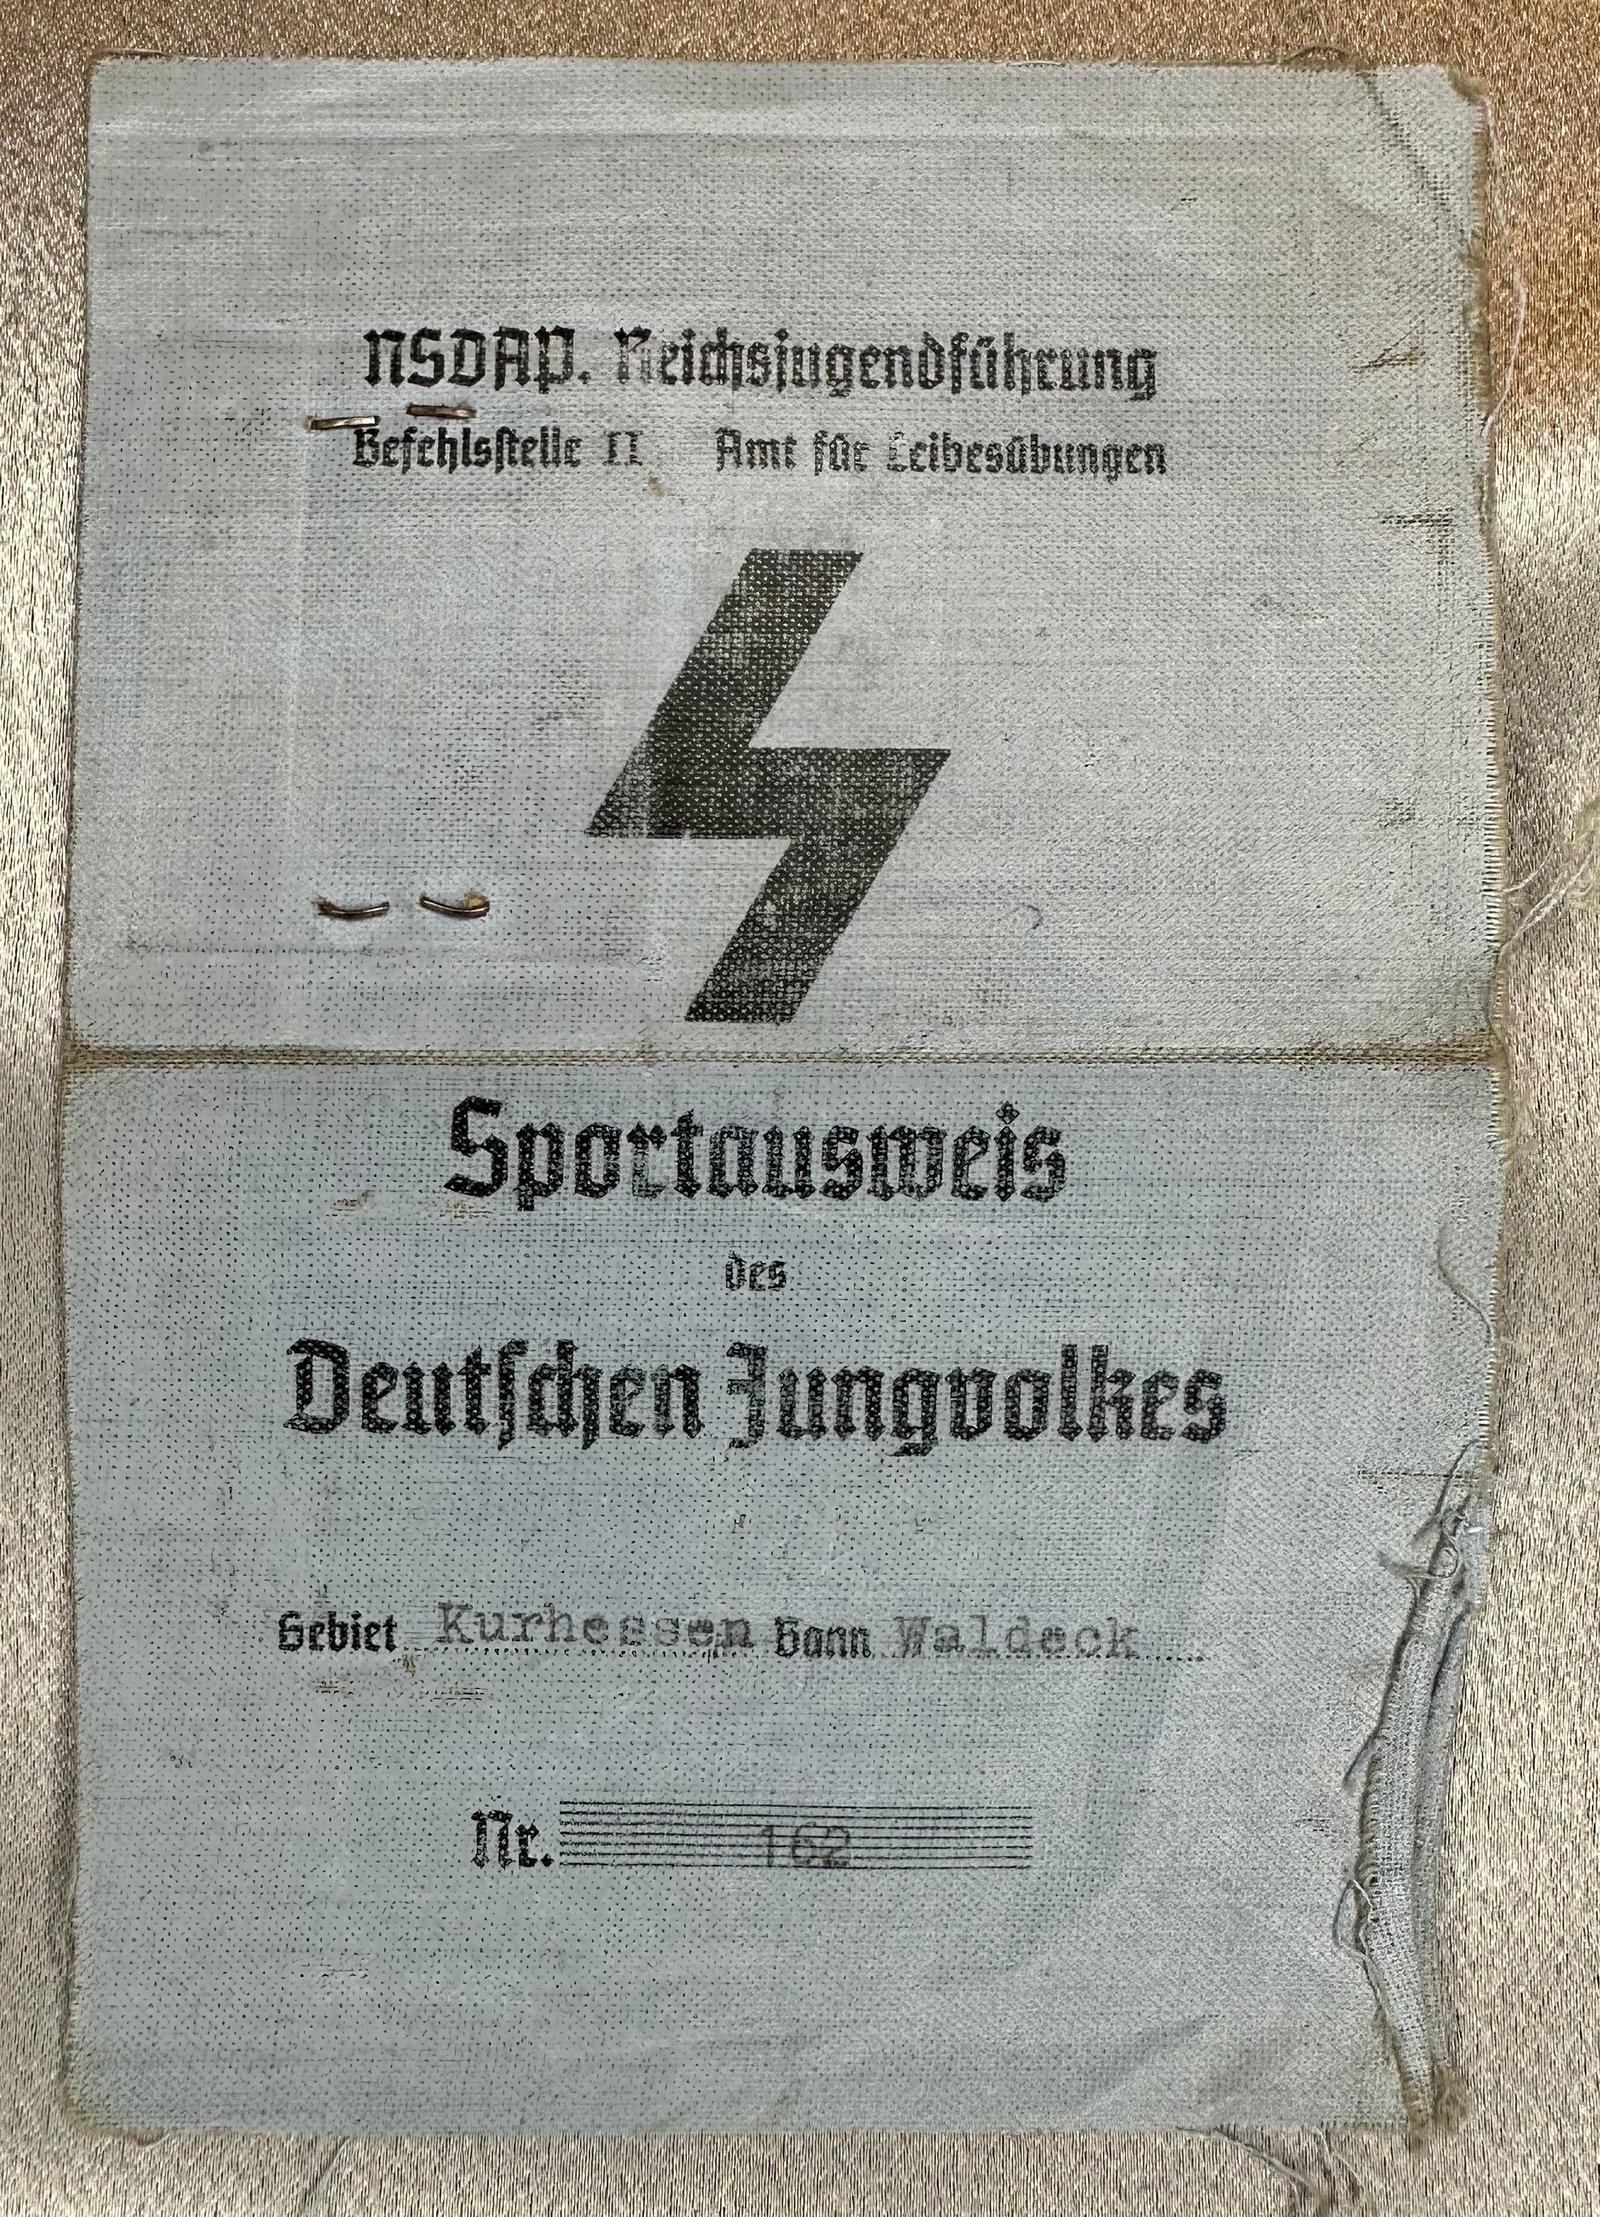 NSDAP. Reichsjugendführung
Befehlsstelle II Amt für Leibesübungen
Sportausweis
des
Deutschen Jungvolkes
Gebiet Kurhessen Bann Waldeck
Nr. 162